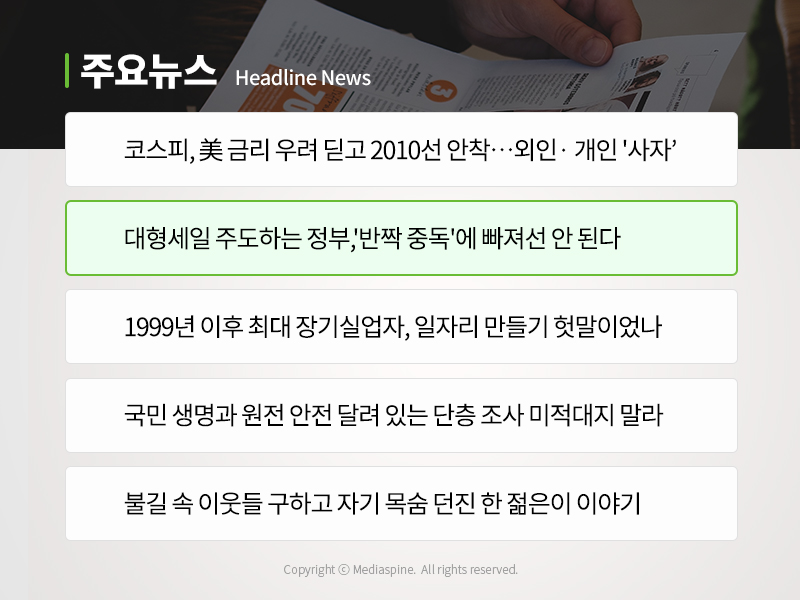 주요뉴스 Headline News
코스피, 美 금리 우려 딛고 2010선 안착…외인· 개인 '사자’
대형세일 주도하는 정부,'반짝 중독'에 빠져선 안 된다
1999년 이후 최대 장기실업자, 일자리 만들기 헛말이었나
국민 생명과 원전 안전 달려 있는 단층 조사 미적대지 말라
불길 속 이웃들 구하고 자기 목숨 던진 한 젊은이 이야기
Copyright ⓒ Mediaspine. All rights reserved.